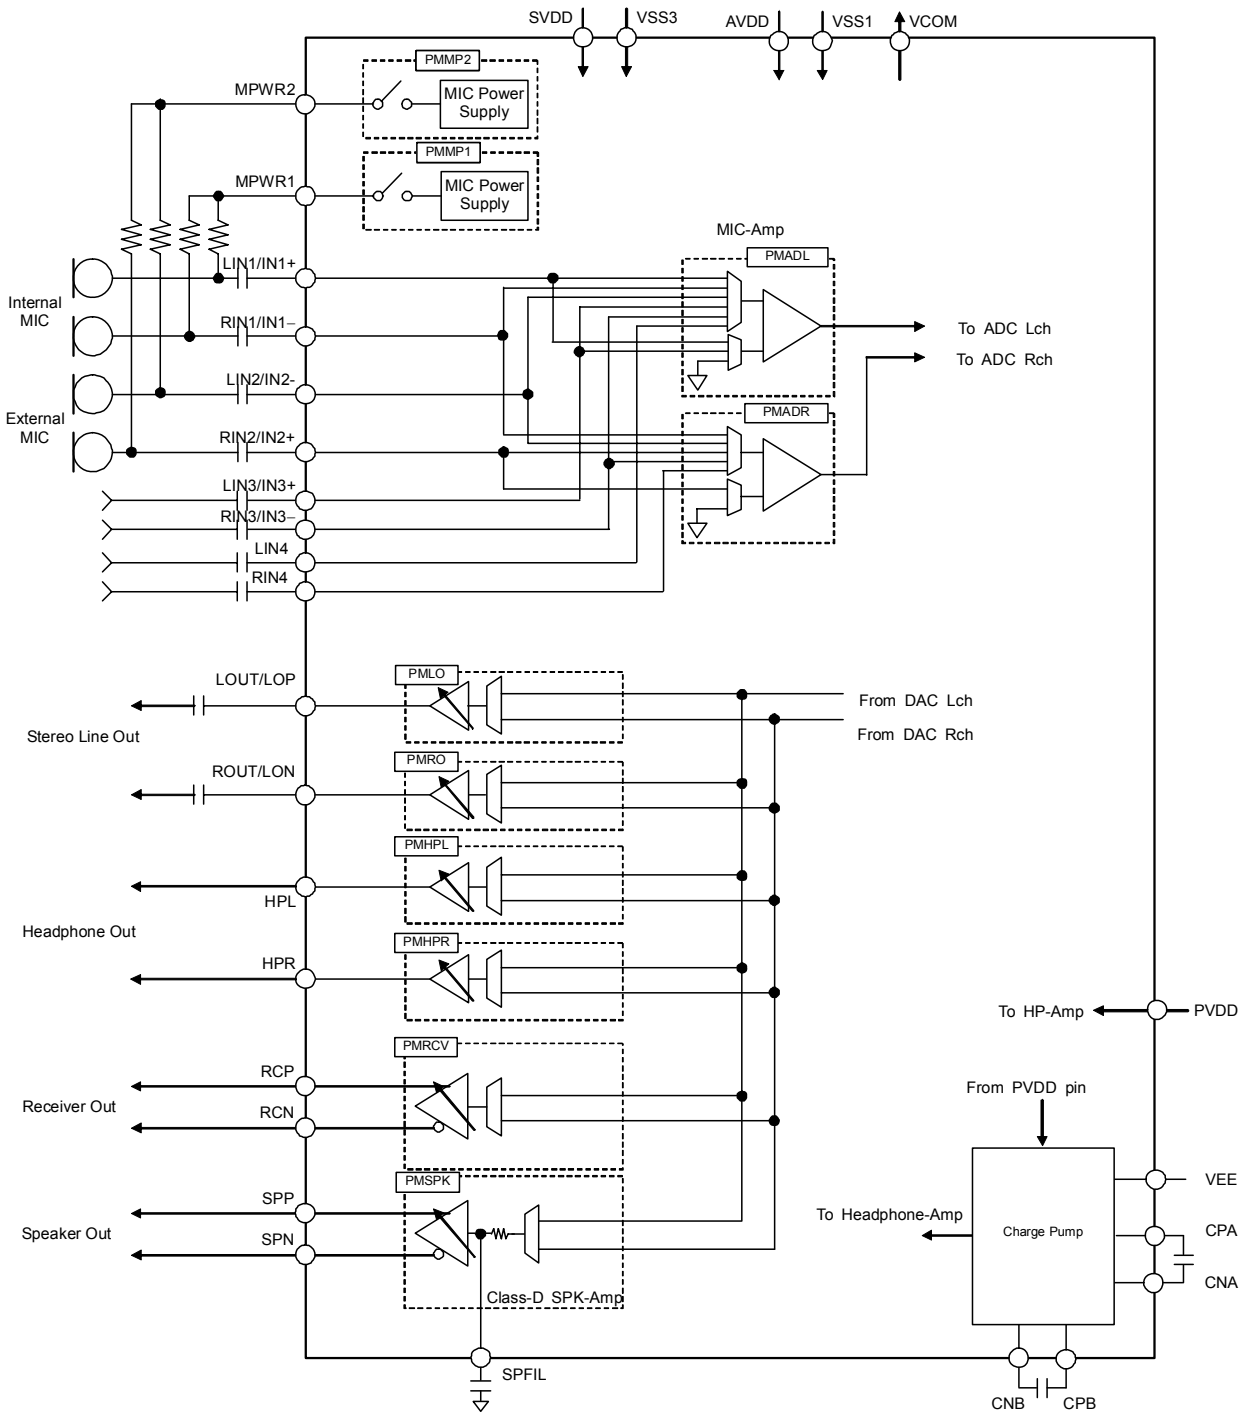 SVDD
VSS3
AVDD
VSS1
VCOM
PMMP2
MPWR2
MIC Power
Supply
PMMP1
MPWR1
MIC Power
Supply
MIC-Amp
PMADL
LIN1/IN1+
Internal
MIC
RIN1/IN1−
To ADC Lch
To ADC Rch
LIN2/IN2-
External
MIC
PMADR
RIN2/IN2+
LIN3/IN3+
RIN3/IN3−
LIN4
RIN4
LOUT/LOP
PMLO
From DAC Lch
From DAC Rch
Stereo Line Out
ROUT/LON
PMRO
PMHPL
HPL
Headphone Out
PMHPR
HPR
To HP-Amp
PVDD
PMRCV
RCP
Receiver Out
RCN
From PVDD pin
PMSPK
SPP
Speaker Out
SPN
Class-D SPK-Amp
To Headphone-Amp
Charge Pump
VEE
CPA
CNA
SPFIL
CNB
CPB